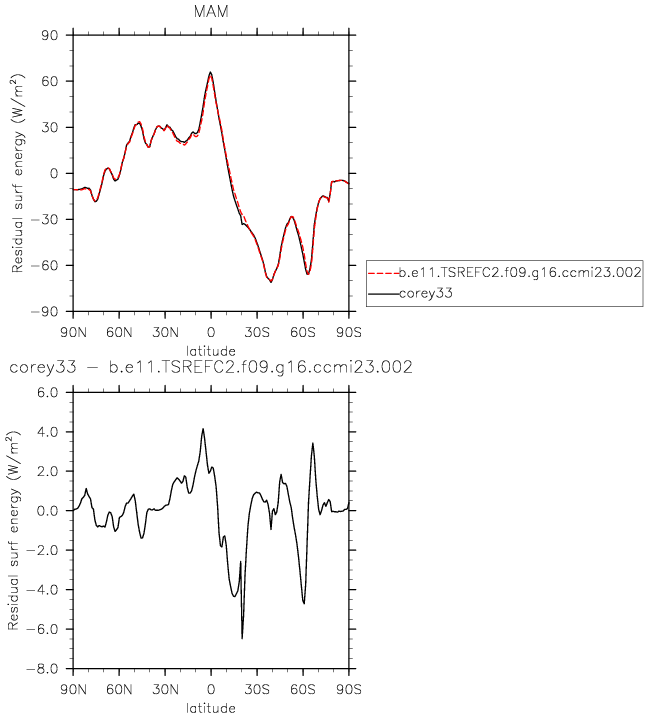 MAM
90
60
30
0
-30
-60
-90
Residual surf energy (W/m²)
90N 60N 30N 0 30S 60S 90S
latitude
b.e11.TSREFC2.f09.g16.ccmi23.002
corey33
corey33 - b.e11.TSREFC2.f09.g16.ccmi23.002
6.0
4.0
2.0
0.0
-2.0
-4.0
-6.0
-8.0
Residual surf energy (W/m²)
90N 60N 30N 0 30S 60S 90S
latitude